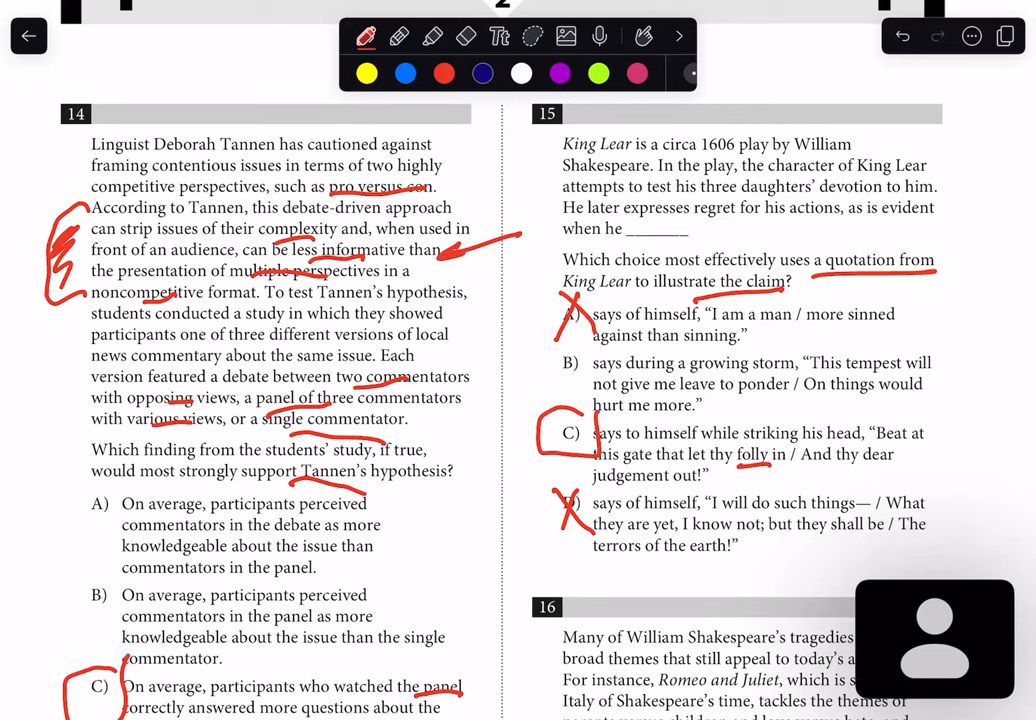 2
Tt
14
Linguist Deborah Tannen has cautioned against
framing contentious issues in terms of two highly
competitive perspectives, such as pro versus con.
According to Tannen, this debate-driven approach
can strip issues of their complexity and, when used in
front of an audience, can be less informative than
the presentation of multiple perspectives in a
noncompetitive format. To test Tannen's hypothesis,
students conducted a study in which they showed
participants one of three different versions of local
news commentary about the same issue. Each
version featured a debate between two commentators
with opposing views, a panel of three commentators
with various views, or a single commentator.
Which finding from the students' study, if true,
would most strongly support Tannen's hypothesis?
A) On average, participants perceived
commentators in the debate as more
knowledgeable about the issue than
commentators in the panel.
B) On average, participants perceived
commentators in the panel as more
knowledgeable about the issue than the single
commentator.
C) On average, participants who watched the panel
correctly answered more questions about the
15
King Lear is a circa 1606 play by William
Shakespeare. In the play, the character of King Lear
attempts to test his three daughters' devotion to him.
He later expresses regret for his actions, as is evident
when he _______
Which choice most effectively uses a quotation from
King Lear to illustrate the claim?
A) says of himself, "I am a man / more sinned
against than sinning."
B) says during a growing storm, "This tempest will
not give me leave to ponder / On things would
hurt me more."
C) says to himself while striking his head, "Beat at
this gate that let thy folly in / And thy dear
judgement out!"
D) says of himself, "I will do such things— / What
they are yet, I know not; but they shall be / The
terrors of the earth!"
16
Many of William Shakespeare's tragedies
broad themes that still appeal to today's a
For instance, Romeo and Juliet, which is s
Italy of Shakespeare's time, tackles the themes of